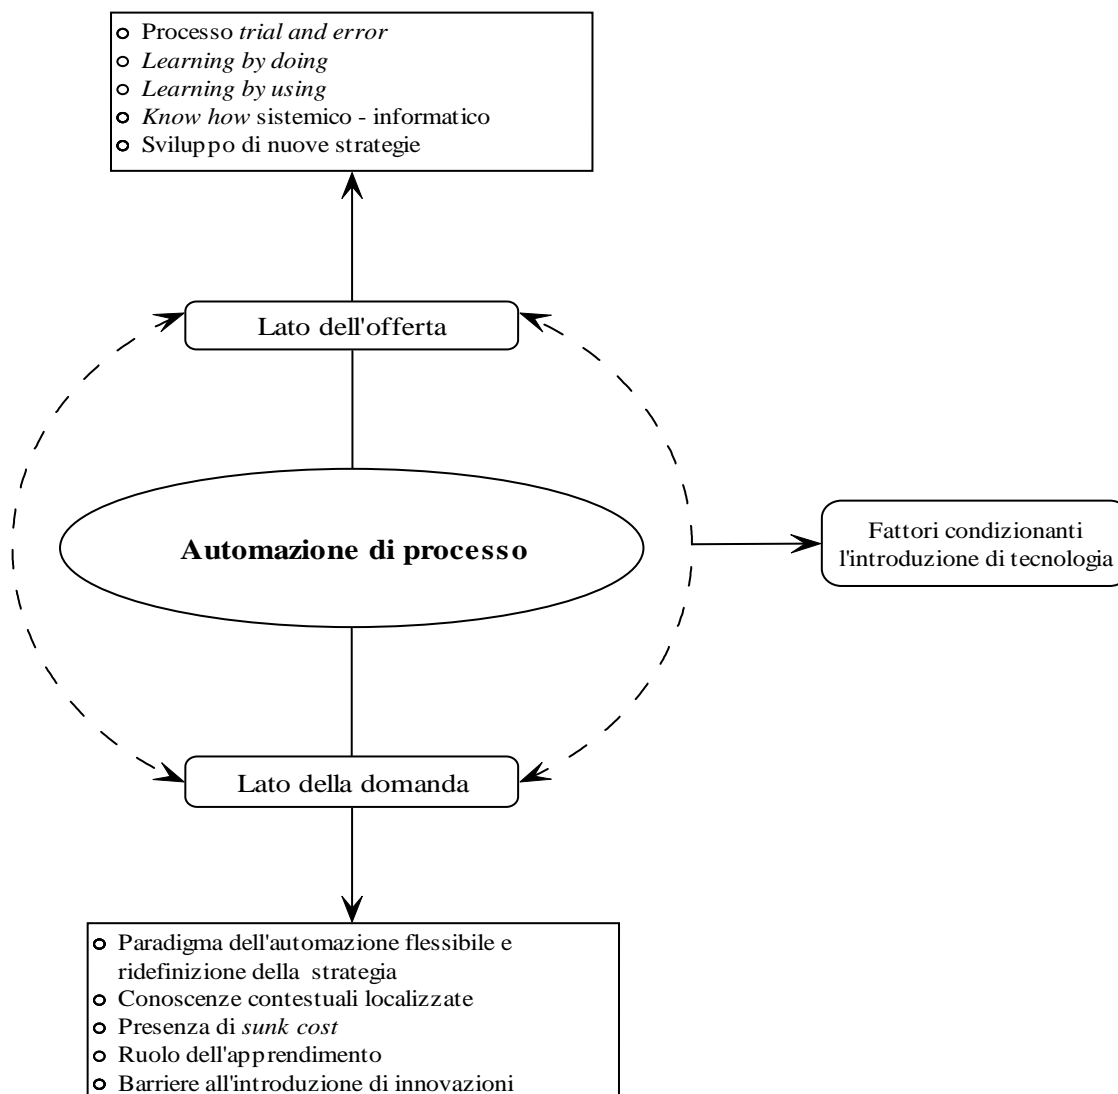 Processo trial and error
Learning by doing
Learning by using
Know how sistemico - informatico
Sviluppo di nuove strategie
Lato dell'offerta
Automazione di processo
Fattori condizionanti
l'introduzione di tecnologia
Lato della domanda
Paradigma dell'automazione flessibile e
ridefinizione della strategia
Conoscenze contestuali localizzate
Presenza di sunk cost
Ruolo dell'apprendimento
Barriere all'introduzione di innovazioni